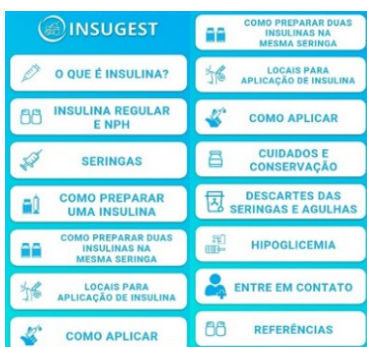 INSUGEST
O QUE É INSULINA?
INSULINA REGULAR
E NPH
SERINGAS
COMO PREPARAR
UMA INSULINA
COMO PREPARAR DUAS
INSULINAS NA
MESMA SERINGA
LOCAIS PARA
APLICAÇÃO DE INSULINA
COMO APLICAR
COMO PREPARAR DUAS
INSULINAS NA
MESMA SERINGA
LOCAIS PARA
APLICAÇÃO DE INSULINA
COMO APLICAR
CUIDADOS E
CONSERVAÇÃO
DESCARTES DAS
SERINGAS E AGULHAS
HIPOGLICEMIA
ENTRE EM CONTATO
REFERÊNCIAS